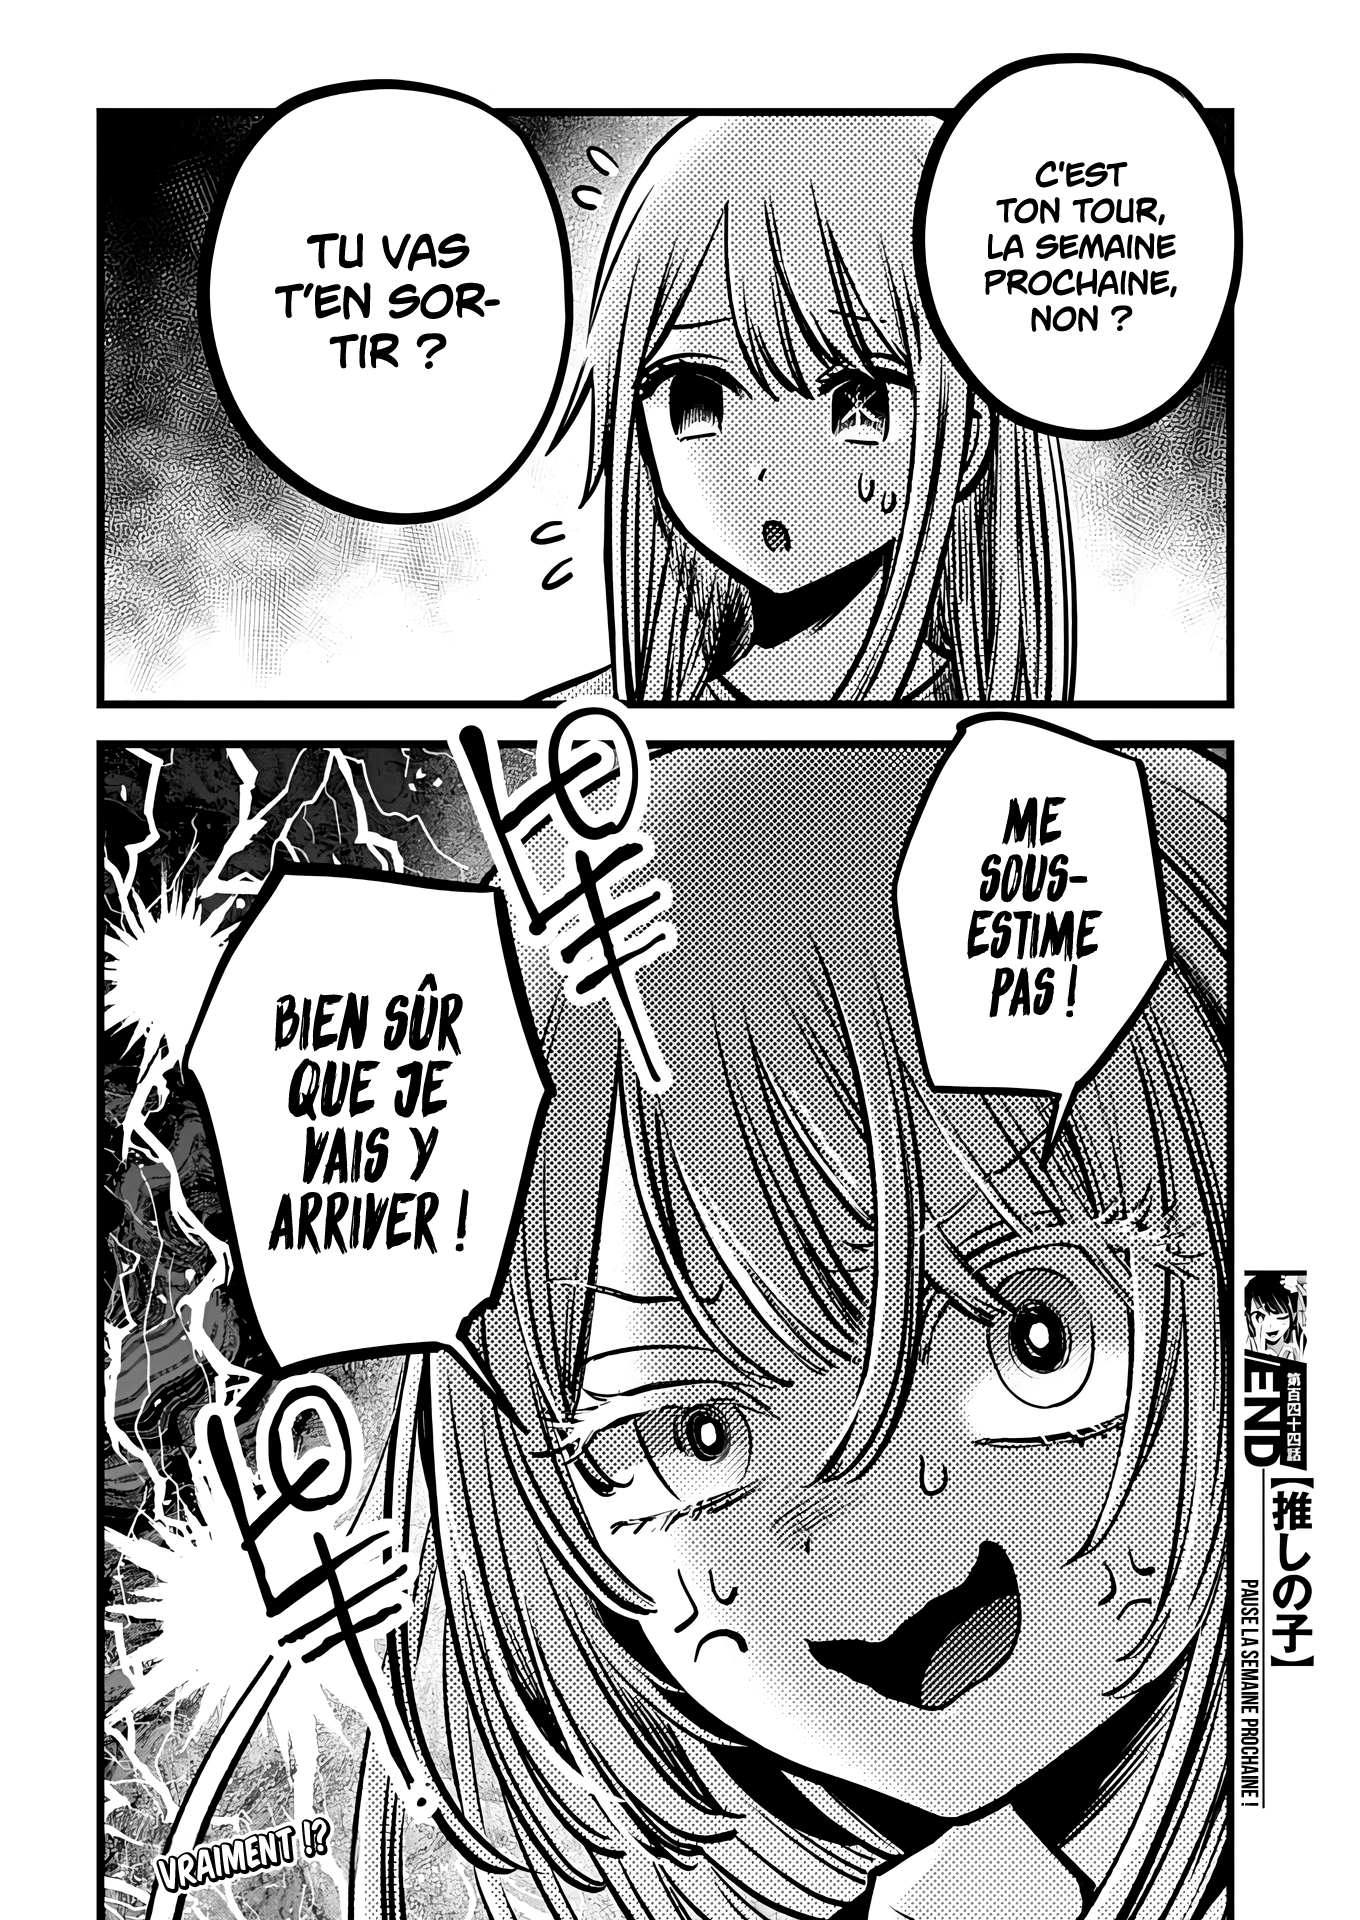 C'EST
TON TOUR,
LA SEMAINE
PROCHAINE,
NON ?
TU VAS
T'EN SOR-
TIR ?
ME
SOUS-
ESTIME
PAS !
BIEN SÛR
QUE JE
VAIS Y
ARRIVER !
ピキ
ピキ
VRAIMENT !?
第百四十四話
END
【推しの子】
PAUSE LA SEMAINE PROCHAINE !